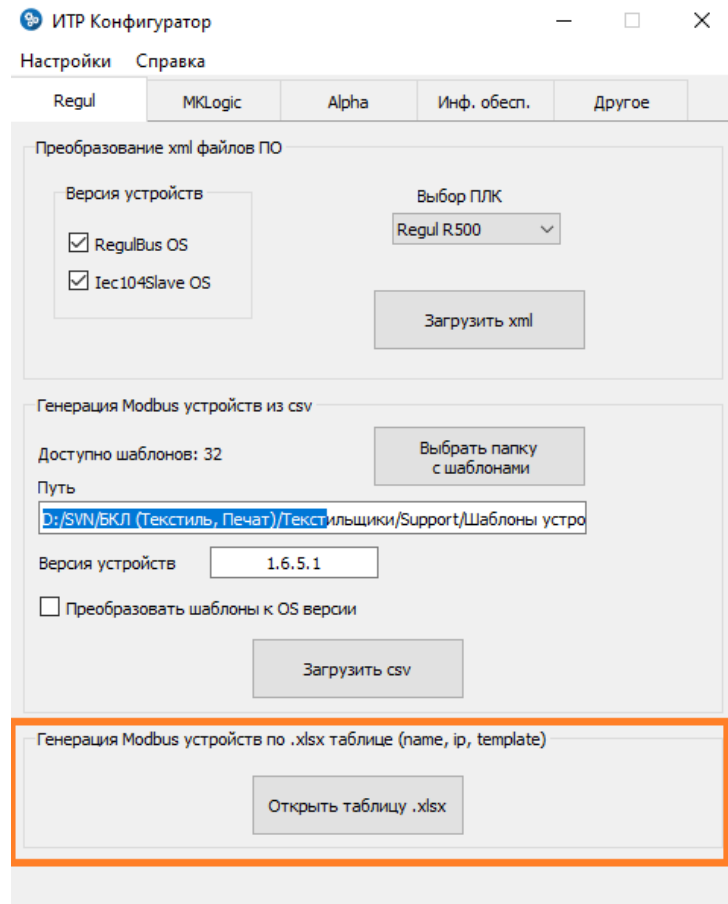 ИТР Конфигуратор
Настройки Справка
Regul MKLogic Alpha Инф. обесп. Другое
Преобразование xml файлов ПО
Версия устройств
Выбор ПЛК
Regul R500
RegulBus OS
Iec104Slave OS
Загрузить xml
Генерация Modbus устройств из csv
Доступно шаблонов: 32
Выбрать папку
с шаблонами
Путь
D:/SVN/БКЛ (Текстиль, Печат)/Текстильщики/Support/Шаблоны устро
Версия устройств 1.6.5.1
Преобразовать шаблоны к OS версии
Загрузить csv
Генерация Modbus устройств по .xlsx таблице (name, ip, template)
Открыть таблицу .xlsx